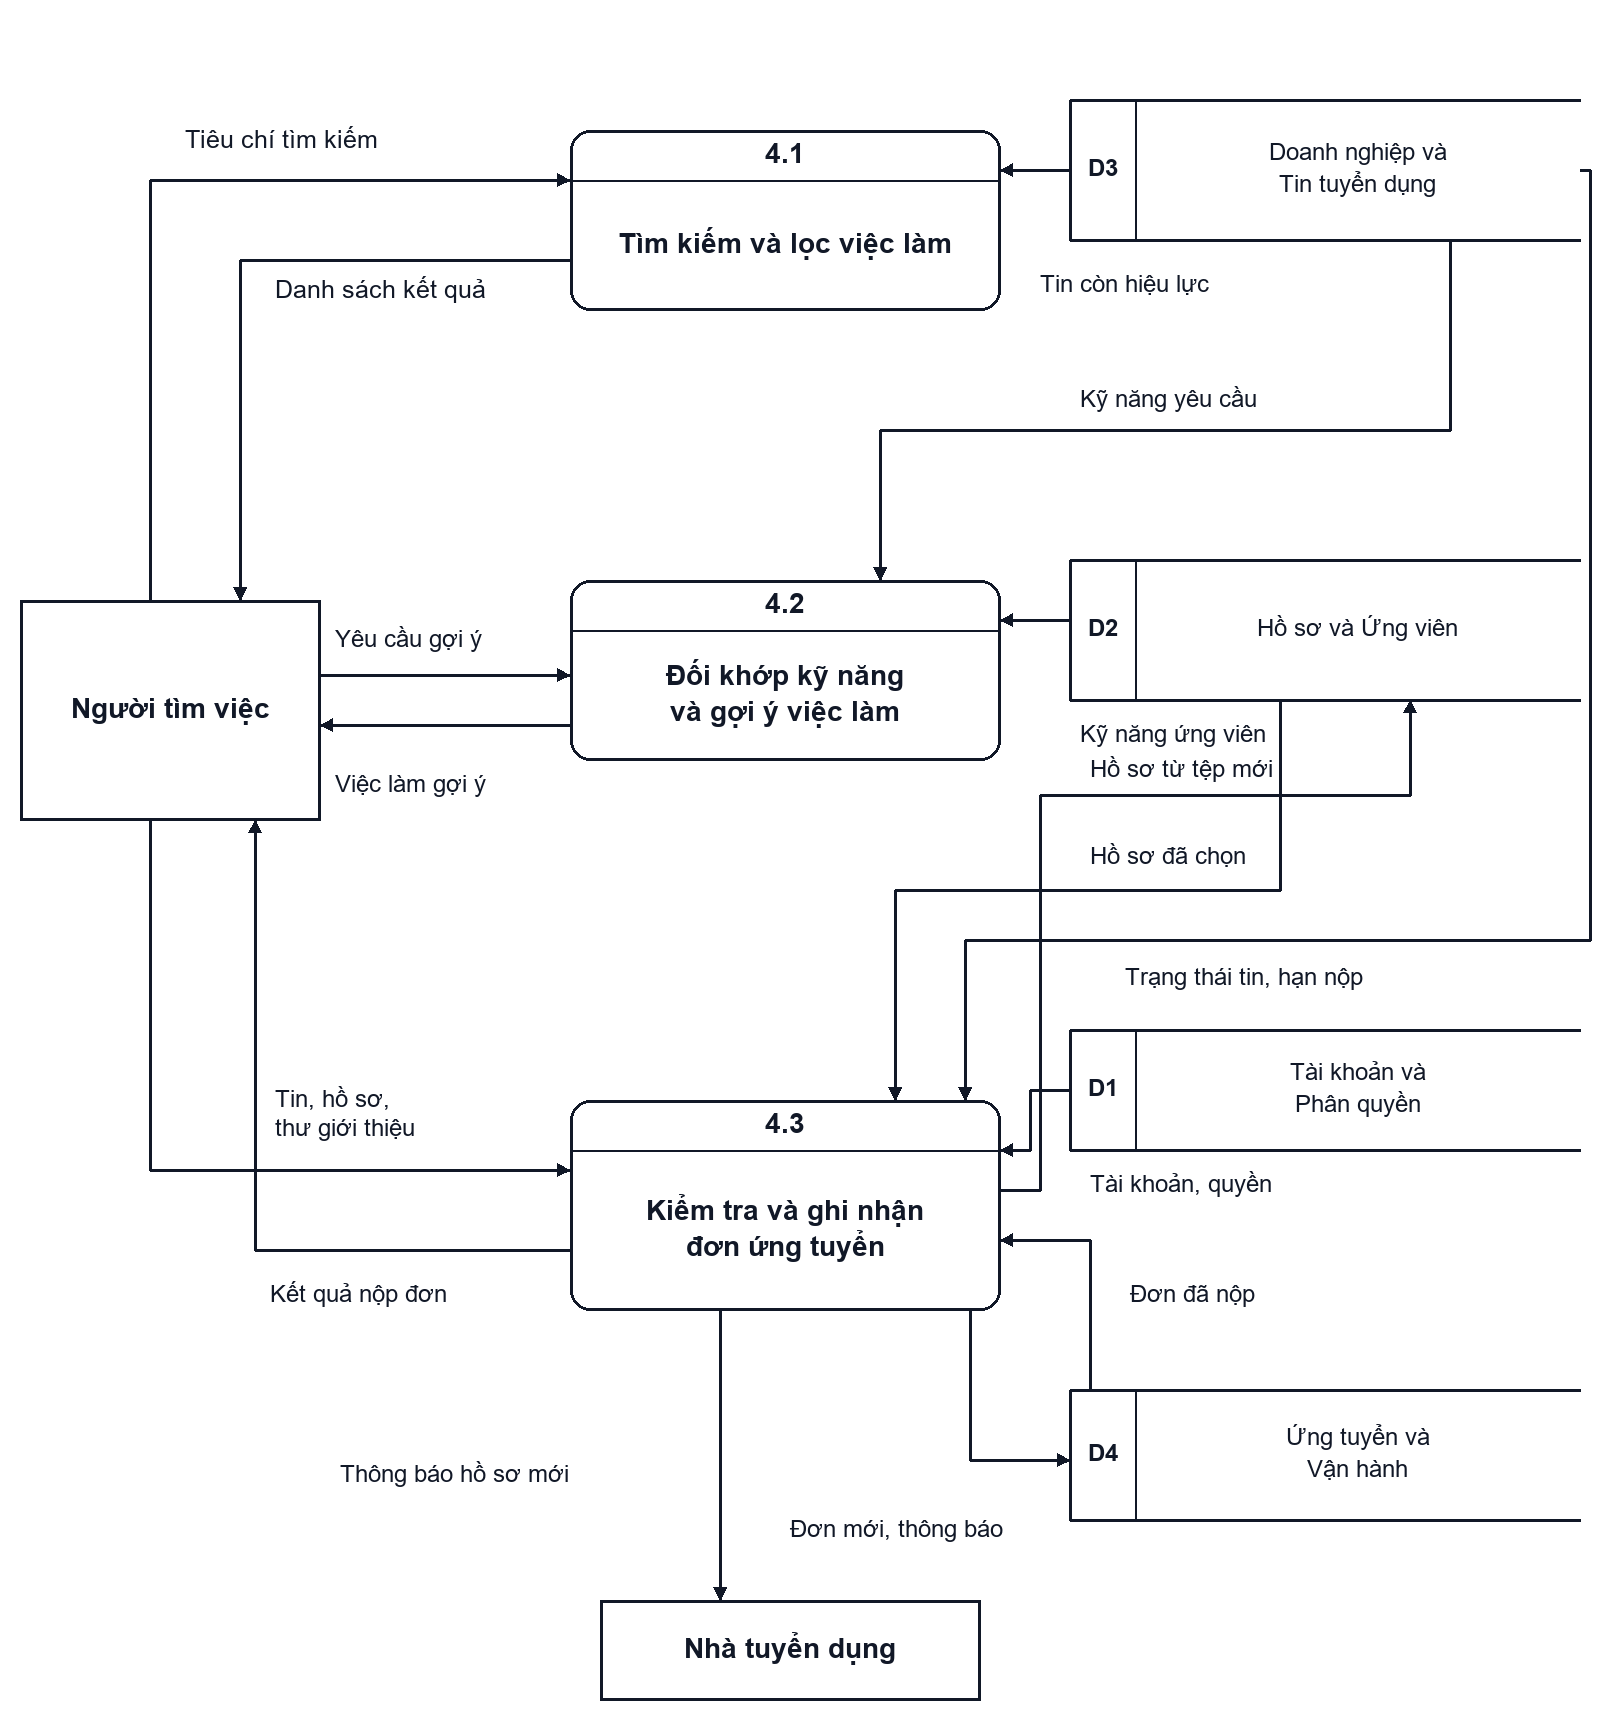 Tiêu chí tìm kiếm
4.1
Tìm kiếm và lọc việc làm
D3
Doanh nghiệp và
Tin tuyển dụng
Danh sách kết quả
Tin còn hiệu lực
Kỹ năng yêu cầu
Người tìm việc
Yêu cầu gợi ý
Việc làm gợi ý
4.2
Đối khớp kỹ năng
và gợi ý việc làm
D2
Hồ sơ và Ứng viên
Kỹ năng ứng viên
Hồ sơ từ tệp mới
Hồ sơ đã chọn
Trạng thái tin, hạn nộp
Tin, hồ sơ,
thư giới thiệu
4.3
Kiểm tra và ghi nhận
đơn ứng tuyển
D1
Tài khoản và
Phân quyền
Tài khoản, quyền
Kết quả nộp đơn
Đơn đã nộp
D4
Ứng tuyển và
Vận hành
Thông báo hồ sơ mới
Đơn mới, thông báo
Nhà tuyển dụng